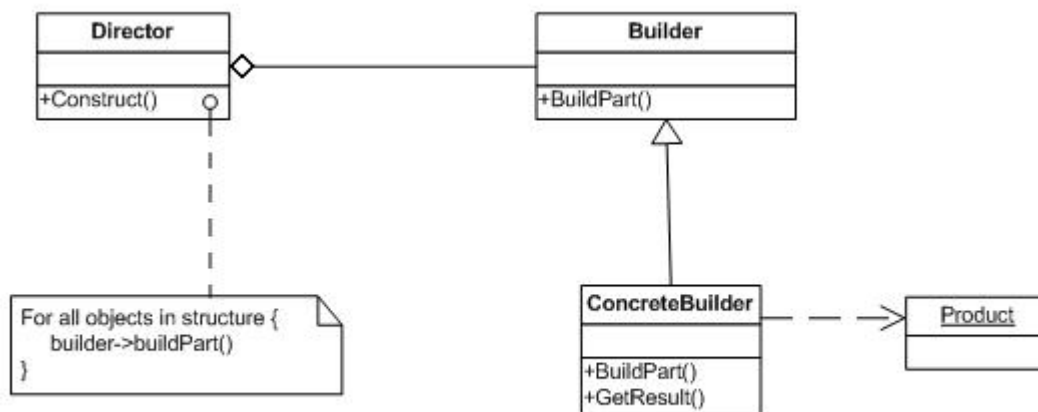 Director
+Construct()
Builder
+BuildPart()
For all objects in structure {
builder->buildPart()
}
ConcreteBuilder
+BuildPart()
+GetResult()
Product